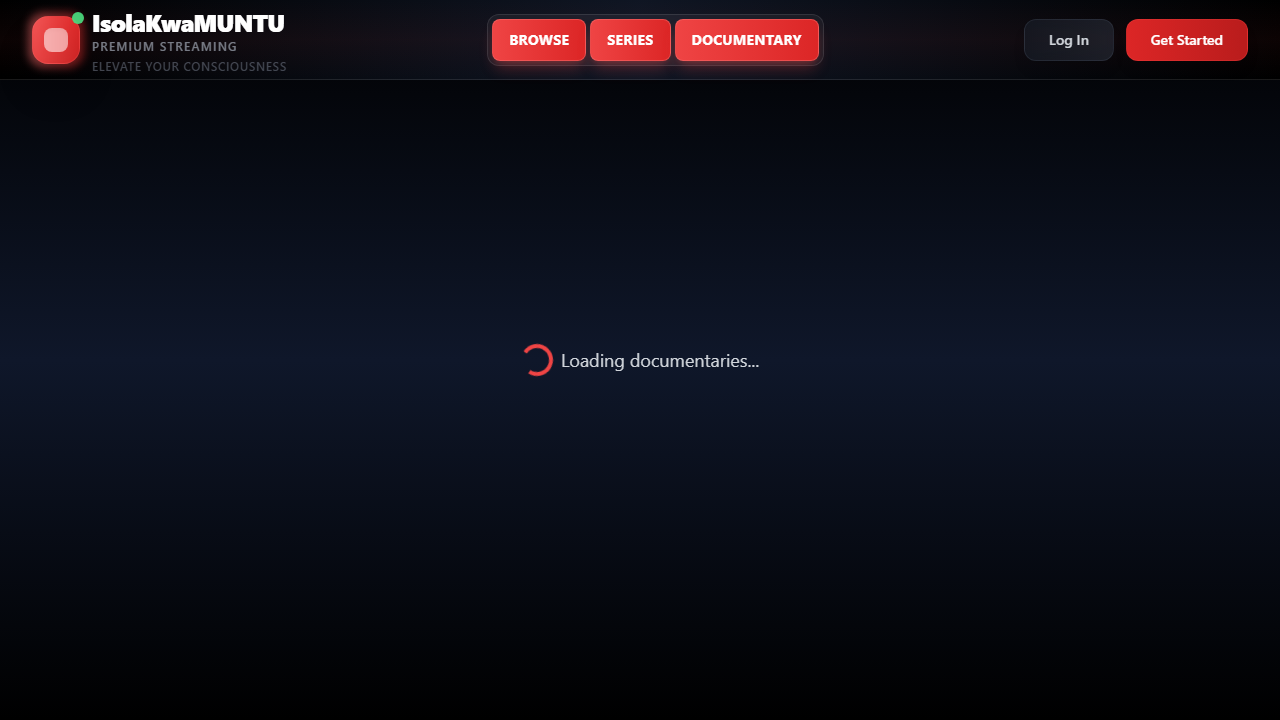 IsolaKwaMUNTU
PREMIUM STREAMING
ELEVATE YOUR CONSCIOUSNESS
BROWSE
SERIES
DOCUMENTARY
Log In
Get Started
Loading documentaries...